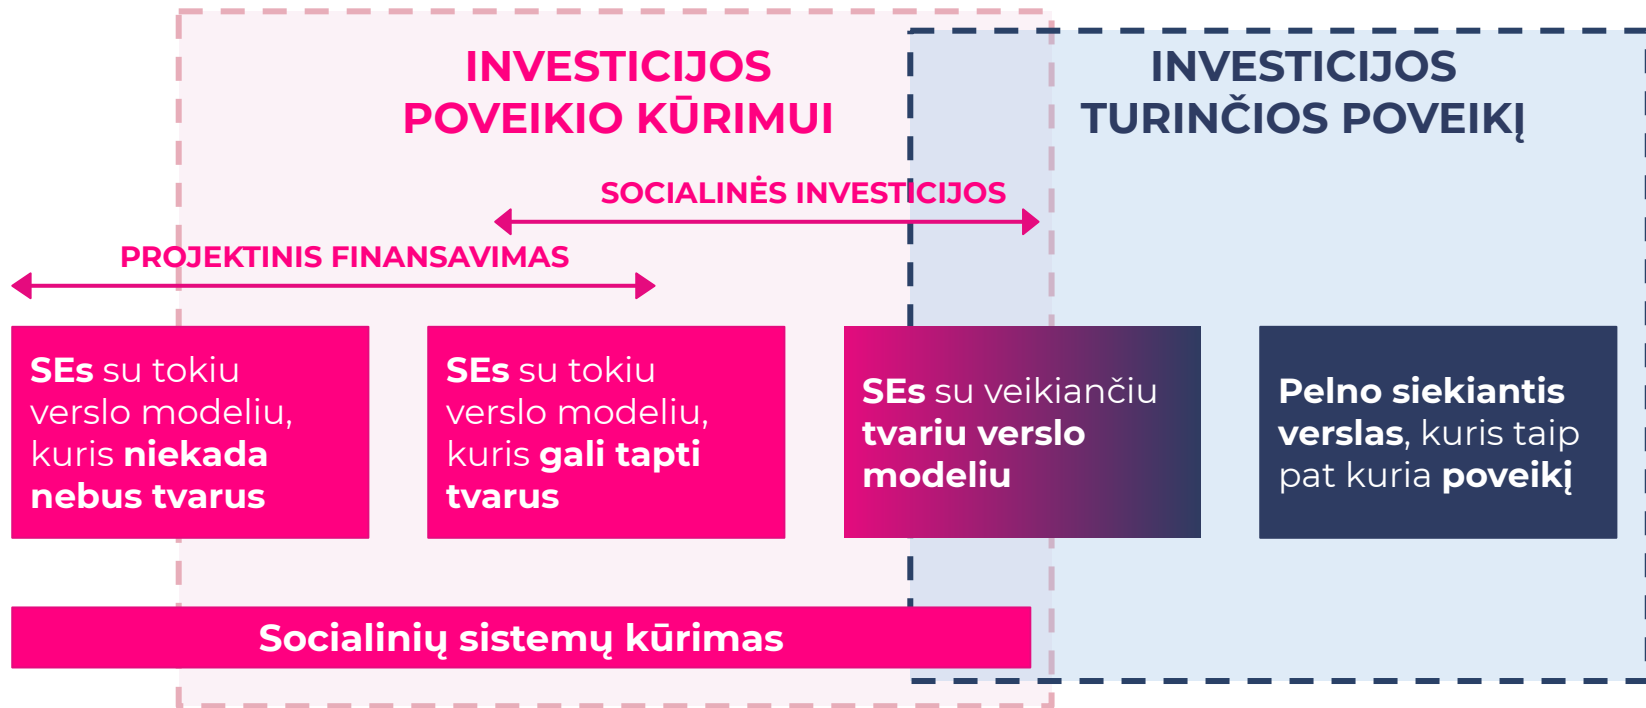 INVESTICIJOS
POVEIKIO KŪRIMUI
INVESTICIJOS
TURINČIOS POVEIKĮ
SOCIALINĖS INVESTICIJOS
PROJEKTINIS FINANSAVIMAS
SEs su tokiu
verslo modeliu,
kuris niekada
nebus tvarus
SEs su tokiu
verslo modeliu,
kuris gali tapti
tvarus
SEs su veikiančiu
tvariu verslo
modeliu
Pelno siekiantis
verslas, kuris taip
pat kuria poveikį
Socialinių sistemų kūrimas